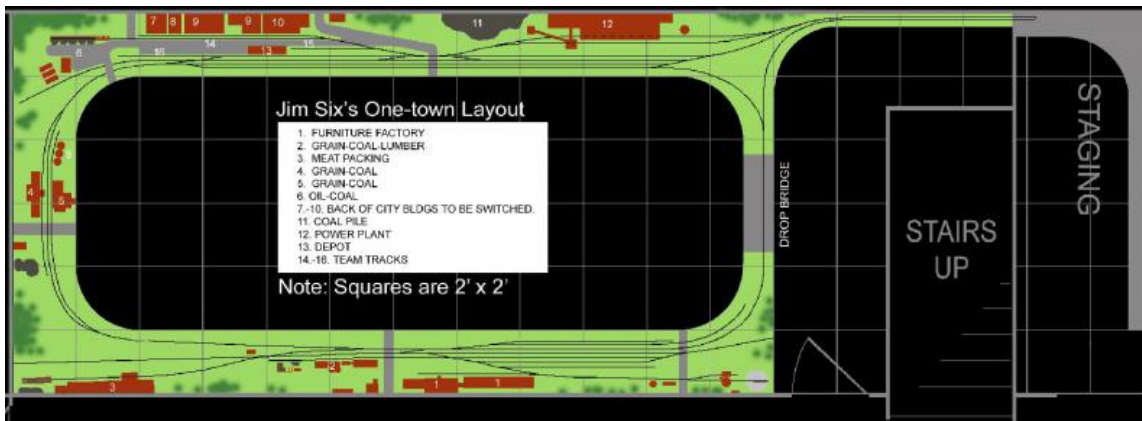 7 8 9 9 10 11 12
14 15
6 16 13
Jim Six's One-town Layout
1. FURNITURE FACTORY
2. GRAIN-COAL-LUMBER
3. MEAT PACKING
4. GRAIN-COAL
5. GRAIN-COAL
6. OIL-COAL
7.-10. BACK OF CITY BLDGS TO BE SWITCHED.
11. COAL PILE
12. POWER PLANT
13. DEPOT
14.-16. TEAM TRACKS
Note: Squares are 2' x 2'
4 5
DROP BRIDGE
STAIRS
UP
STAGING
2
3 1 1